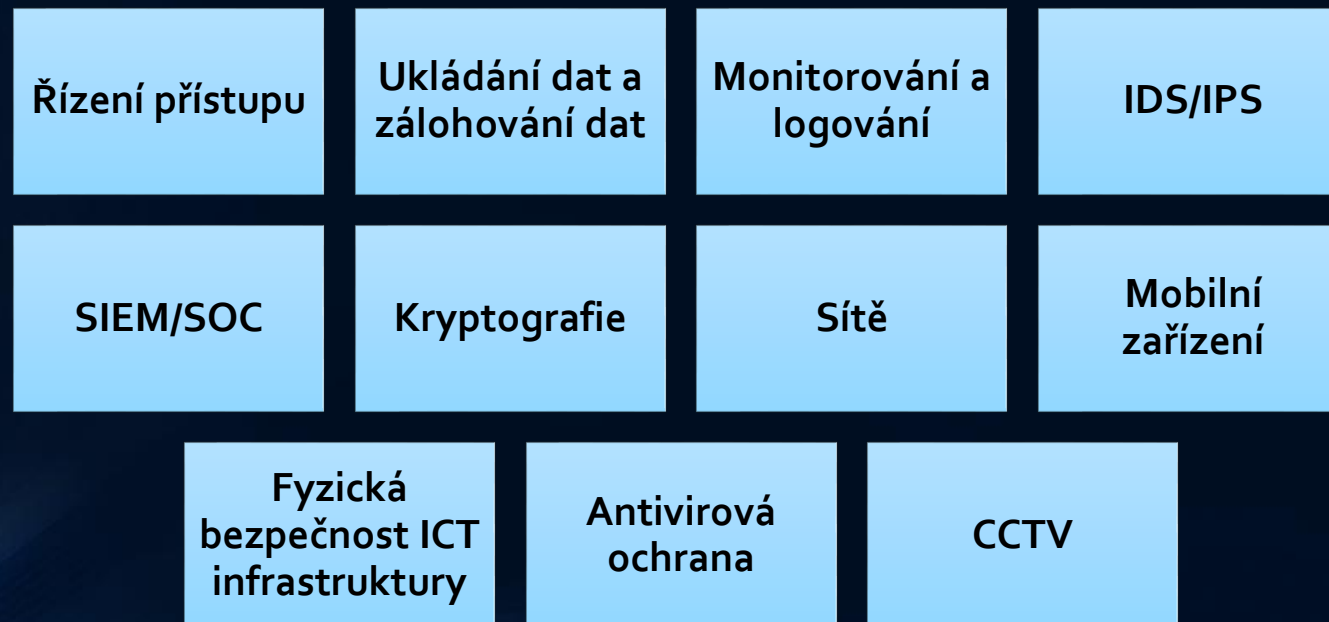 Řízení přístupu
Ukládání dat a
zálohování dat
Monitorování a
logování
IDS/IPS
SIEM/SOC
Kryptografie
Sítě
Mobilní
zařízení
Fyzická
bezpečnost ICT
infrastruktury
Antivirová
ochrana
CCTV